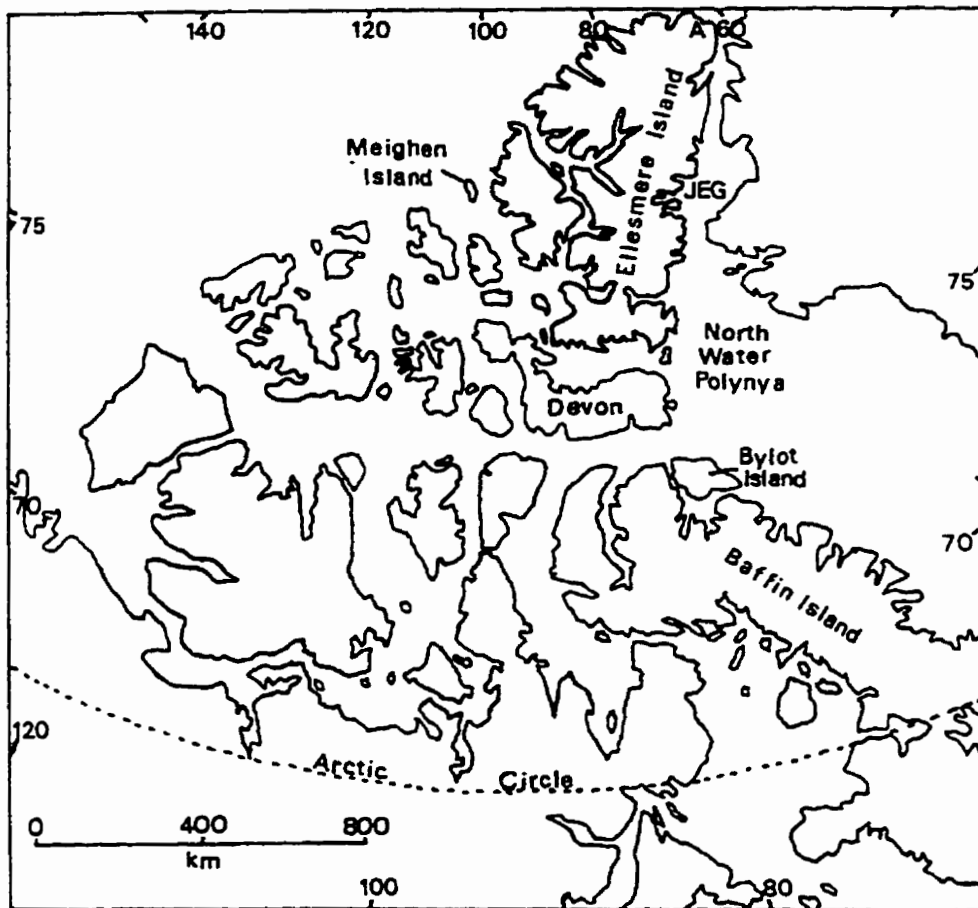 140
120
100
80
A 60
Meighen
Island
Ellesmere Island
JEG
75
75
North
Water
Polynya
Devon
Bylot
Island
70
70
Baffin Island
120
Arctic Circle
0 400 800
km
100
80